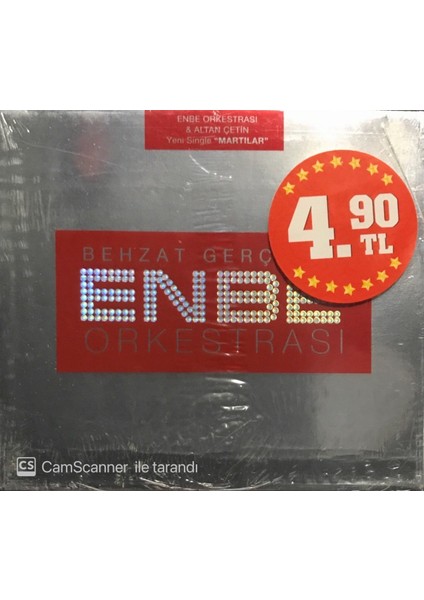 ENBE ORKESTRASI
& ALTAN ÇETİN
Yeni Single "MARTILAR"
4.90
TL
BEHZAT GERÇ
ENBE
ORKESTRASI
CS CamScanner ile tarandı